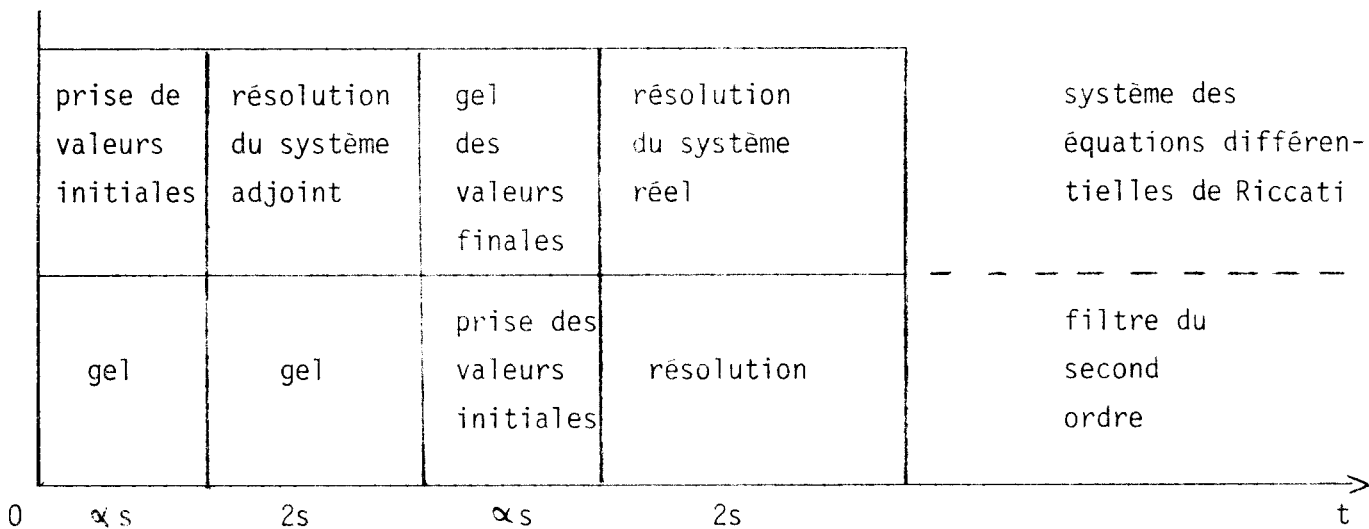 prise de
valeurs
initiales
résolution
du système
adjoint
gel
des
valeurs
finales
résolution
du système
réel
système des
équations différen-
tielles de Riccati
gel
gel
prise des
valeurs
initiales
résolution
filtre du
second
ordre
0 αs 2s αs 2s t